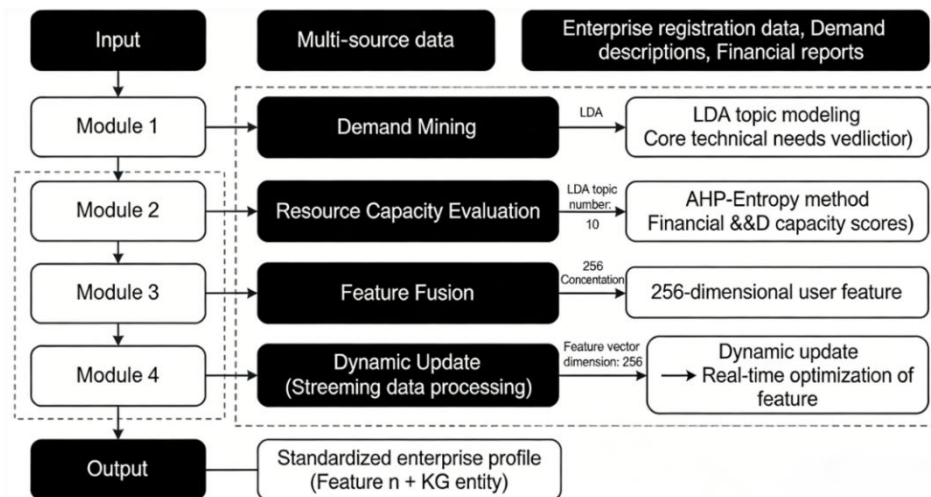 Input
Multi-source data
Enterprise registration data, Demand
descriptions, Financial reports
Module 1
Demand Mining
LDA
LDA topic modeling
Core technical needs vedlictior)
Module 2
Resource Capacity Evaluation
LDA topic
number:
10
AHP-Entropy method
Financial &&D capacity scores)
Module 3
Feature Fusion
256
Concentation
256-dimensional user feature
Module 4
Dynamic Update
(Streeming data processing)
Feature vector
dimension: 256
Dynamic update
Real-time optimization of
feature
Output
Standardized enterprise profile
(Feature n + KG entity)